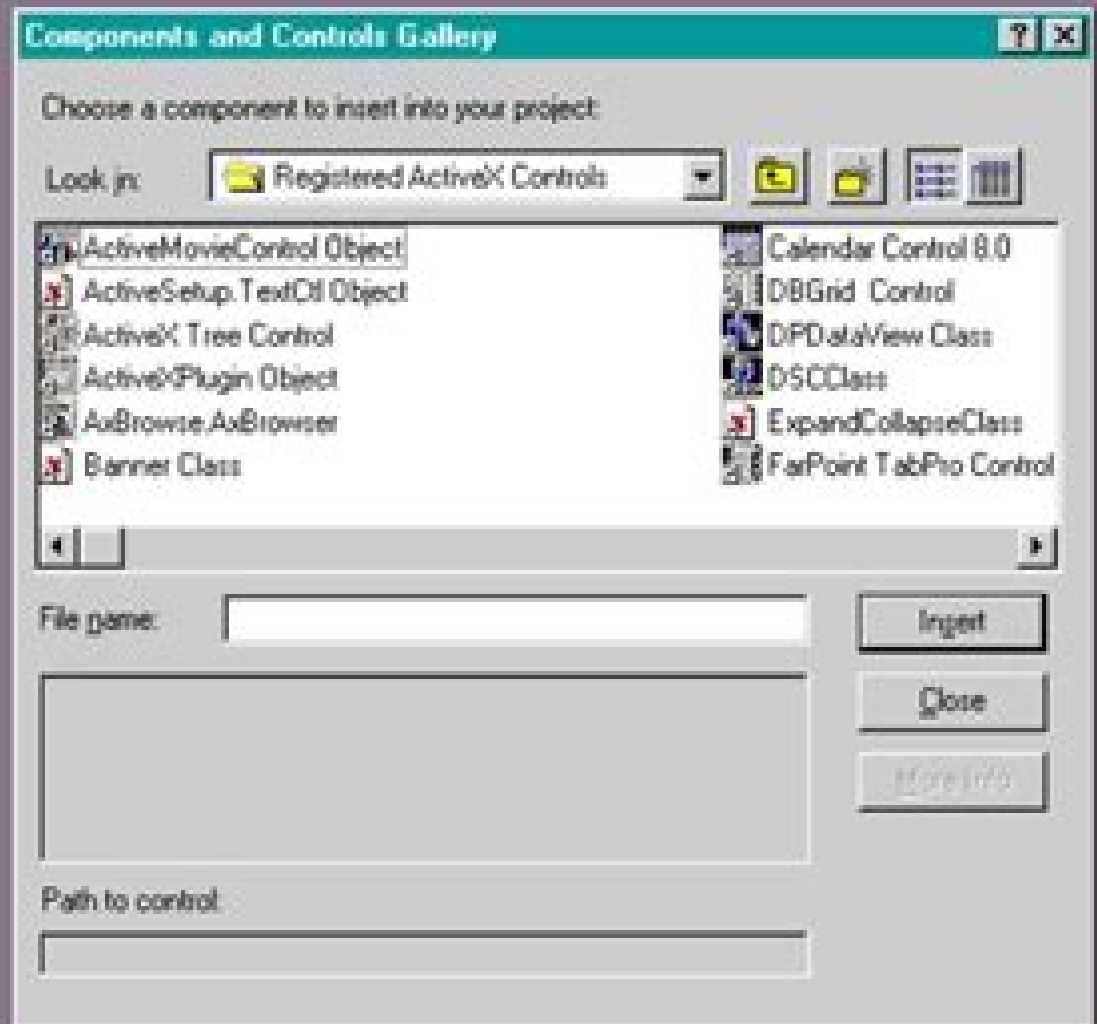 Components and Controls Gallery
Choose a component to insert into your project:
Look in: Registered ActiveX Controls
ActiveMovieControl Object
ActiveSetup.TextCtl Object
ActiveX Tree Control
ActiveXPlugin Object
AxBrowse.AxBrowser
Banner Class
Calendar Control 8.0
DBGrid Control
DPDataView Class
DSCClass
ExpandCollapseClass
FarPoint TabPro Control
File name:
Insert
Close
More Info
Path to control: